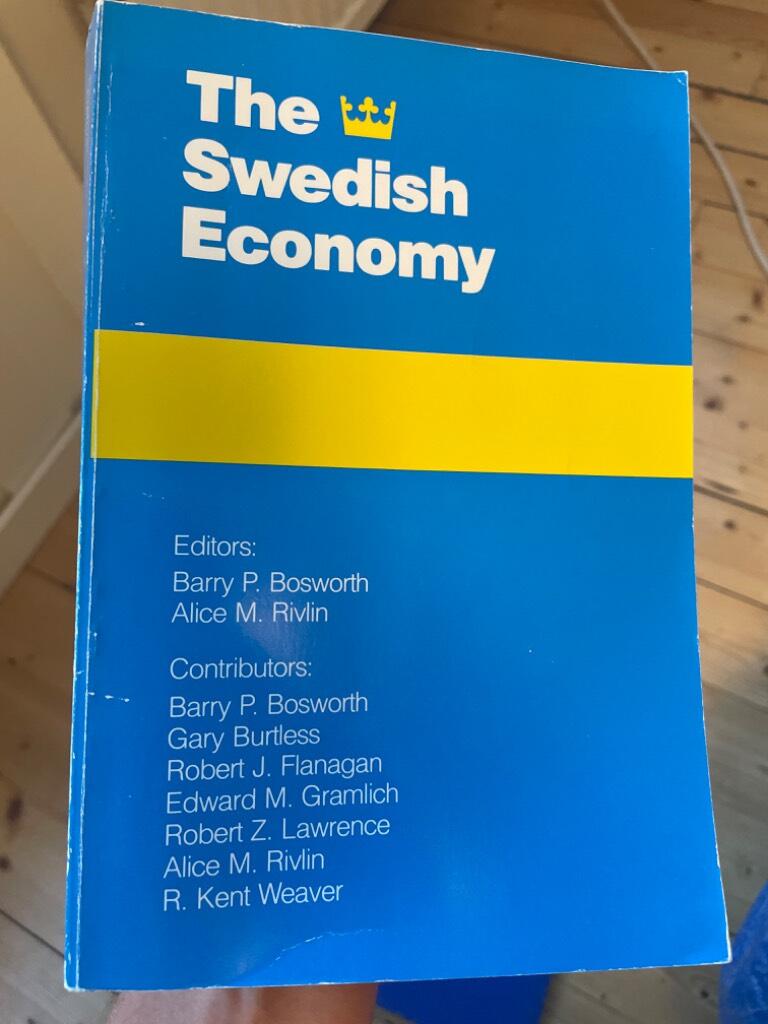 The
Swedish
Economy
Editors:
Barry P. Bosworth
Alice M. Rivlin
Contributors:
Barry P. Bosworth
Gary Burtless
Robert J. Flanagan
Edward M. Gramlich
Robert Z. Lawrence
Alice M. Rivlin
R. Kent Weaver